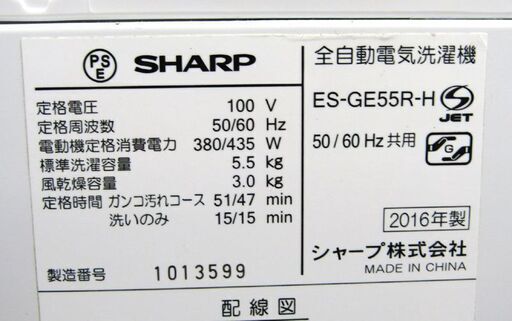 PS
E
SHARP
定格電圧 100 V
定格周波数 50/60 Hz
電動機定格消費電力 380/435 W
標準洗濯容量 5.5 kg
風乾燥容量 3.0 kg
定格時間 ガンコ汚れコース 51/47 min
洗いのみ 15/15 min
製造番号 1013599
全自動電気洗濯機
ES-GE55R-H
S
JET
50/60 Hz 共用
G
2016年製
シャープ株式会社
MADE IN CHINA
配線図